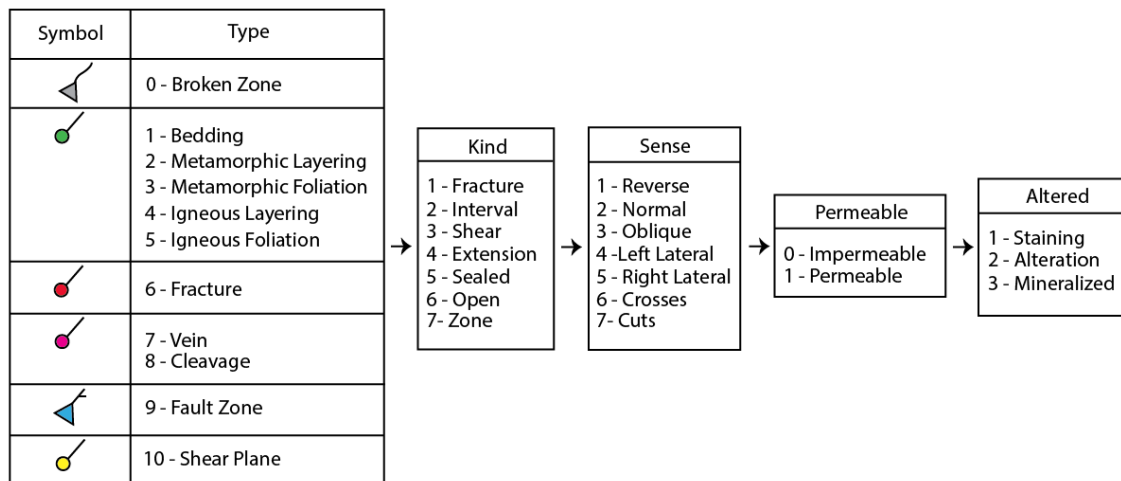 Symbol
Type
0 - Broken Zone
1 - Bedding
2 - Metamorphic Layering
3 - Metamorphic Foliation
4 - Igneous Layering
5 - Igneous Foliation
6 - Fracture
7 - Vein
8 - Cleavage
9 - Fault Zone
10 - Shear Plane
Kind
1 - Fracture
2 - Interval
3 - Shear
4 - Extension
5 - Sealed
6 - Open
7- Zone
Sense
1 - Reverse
2 - Normal
3 - Oblique
4 -Left Lateral
5 - Right Lateral
6 - Crosses
7- Cuts
Permeable
0 - Impermeable
1 - Permeable
Altered
1 - Staining
2 - Alteration
3 - Mineralized